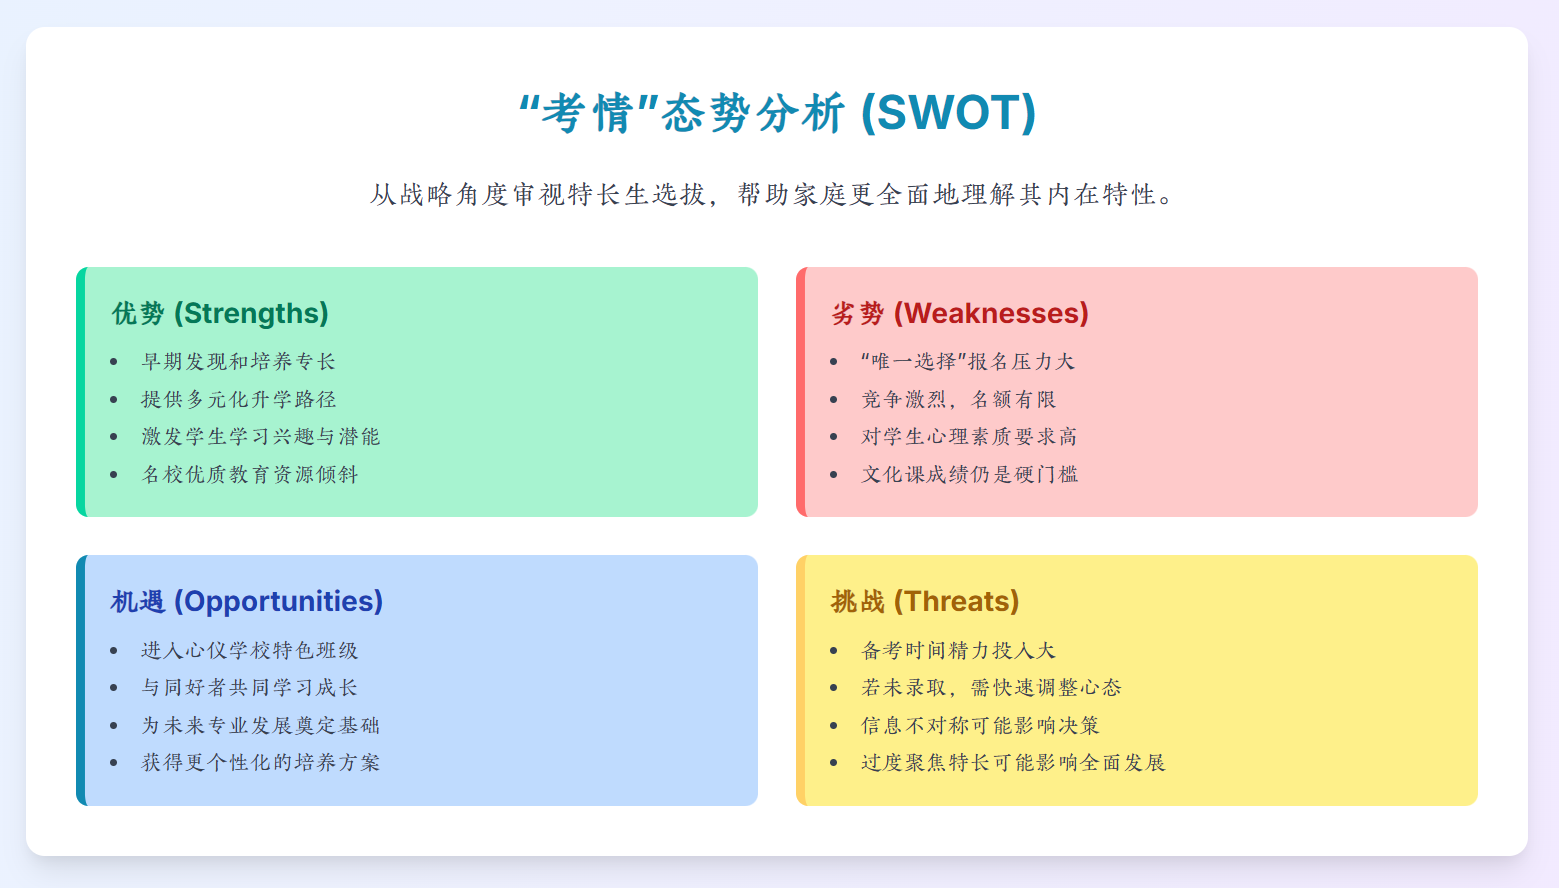 “考情”态势分析 (SWOT)
从战略角度审视特长生选拔，帮助家庭更全面地理解其内在特性。
优势 (Strengths)
• 早期发现和培养专长
• 提供多元化升学路径
• 激发学生学习兴趣与潜能
• 名校优质教育资源倾斜
劣势 (Weaknesses)
• “唯一选择”报名压力大
• 竞争激烈，名额有限
• 对学生心理素质要求高
• 文化课成绩仍是硬门槛
机遇 (Opportunities)
• 进入心仪学校特色班级
• 与同好者共同学习成长
• 为未来专业发展奠定基础
• 获得更个性化的培养方案
挑战 (Threats)
• 备考时间精力投入大
• 若未录取，需快速调整心态
• 信息不对称可能影响决策
• 过度聚焦特长可能影响全面发展